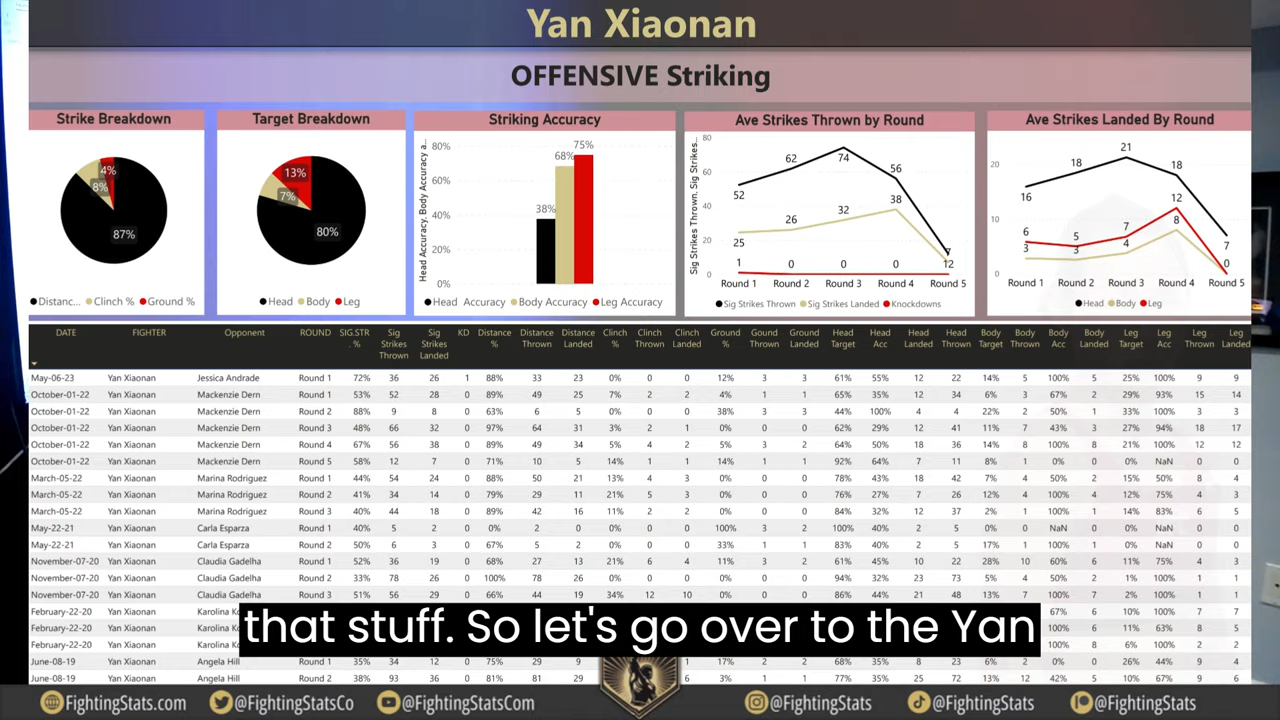 Yan Xiaonan
OFFENSIVE Striking
Strike Breakdown
4%
8%
87%
Distanc... Clinch % Ground %
Target Breakdown
13%
7%
80%
Head Body Leg
Striking Accuracy
Head Accuracy, Body Accuracy a...
80%
60%
40%
20%
0%
38%
68%
75%
Head Accuracy Body Accuracy Leg Accuracy
Ave Strikes Thrown by Round
Sig Strikes Thrown, Sig Strikes...
80
60
40
20
0
52 62 74 56
25 26 32 38 7
1 0 0 0 12
Round 1 Round 2 Round 3 Round 4 Round 5
Sig Strikes Thrown Sig Strikes Landed Knockdowns
Ave Strikes Landed By Round
20
10
0
16 18 21 18 7
6 5 7 12 0
3 3 4 8
Round 1 Round 2 Round 3 Round 4 Round 5
Head Body Leg
DATE FIGHTER Opponent ROUND SIG.STR. % Sig Strikes Thrown Sig Strikes Landed KD Distance % Distance Thrown Distance Landed Clinch % Clinch Thrown Clinch Landed Ground % Gound Thrown Ground Landed Head Target Head Acc Head Landed Head Thrown Body Target Body Thrown Body Acc Body Landed Leg Target Leg Acc Leg Thrown Leg Landed
May-06-23 Yan Xiaonan Jessica Andrade Round 1 72% 36 26 1 88% 33 23 0% 0 0 12% 3 3 61% 55% 12 22 14% 5 100% 5 25% 100% 9 9
October-01-22 Yan Xiaonan Mackenzie Dern Round 1 53% 52 28 0 89% 49 25 7% 2 2 4% 1 1 65% 35% 12 34 6% 3 67% 2 29% 93% 15 14
October-01-22 Yan Xiaonan Mackenzie Dern Round 2 88% 9 8 0 63% 6 5 0% 0 0 38% 3 3 44% 100% 4 4 22% 2 50% 1 33% 100% 3 3
October-01-22 Yan Xiaonan Mackenzie Dern Round 3 48% 66 32 0 97% 64 31 3% 2 1 0% 0 0 62% 29% 12 41 11% 7 43% 3 27% 94% 18 17
October-01-22 Yan Xiaonan Mackenzie Dern Round 4 67% 56 38 0 89% 49 34 5% 4 2 5% 3 2 64% 50% 18 36 14% 8 100% 8 21% 100% 12 12
October-01-22 Yan Xiaonan Mackenzie Dern Round 5 58% 12 7 0 71% 10 5 14% 1 1 14% 1 1 92% 64% 7 11 8% 1 0% 0 0% NaN 0 0
March-05-22 Yan Xiaonan Marina Rodriguez Round 1 44% 54 24 0 88% 50 21 13% 4 3 0% 0 0 78% 43% 18 42 7% 4 50% 2 15% 50% 8 4
March-05-22 Yan Xiaonan Marina Rodriguez Round 2 41% 34 14 0 79% 29 11 21% 5 3 0% 0 0 76% 27% 7 26 12% 4 100% 4 12% 75% 4 3
March-05-22 Yan Xiaonan Marina Rodriguez Round 3 40% 44 18 0 89% 42 16 11% 2 2 0% 0 0 84% 32% 12 37 2% 1 100% 1 14% 83% 6 5
May-22-21 Yan Xiaonan Carla Esparza Round 1 40% 5 2 0 0% 2 0 0% 0 0 100% 3 2 100% 40% 2 5 0% 0 NaN 0 0% NaN 0 0
May-22-21 Yan Xiaonan Carla Esparza Round 2 50% 6 3 0 67% 5 2 0% 0 0 33% 1 1 83% 40% 2 5 17% 1 100% 1 0% NaN 0 0
November-07-20 Yan Xiaonan Claudia Gadelha Round 1 52% 36 19 0 68% 27 13 21% 6 4 11% 3 2 61% 45% 10 22 28% 10 60% 6 11% 75% 4 3
November-07-20 Yan Xiaonan Claudia Gadelha Round 2 33% 78 26 0 100% 78 26 0% 0 0 0% 0 0 94% 32% 23 73 5% 4 50% 2 1% 100% 1 1
November-07-20 Yan Xiaonan Claudia Gadelha Round 3 51% 56 29 0 66% 44 19 34% 12 10 0% 0 0 86% 44% 21 48 13% 7 100% 7 2% 100% 1 1
February-22-20 Yan Xiaonan Karolina Ko 67% 6 10% 100% 7 7
February-22-20 Yan Xiaonan Karolina K 100% 6 11% 63% 8 5
February-22-20 Yan Xiaonan Karolina K 100% 8 6% 100% 2 2
that stuff. So let's go over to the Yan
June-08-19 Yan Xiaonan Angela Hill Round 1 35% 34 12 0 75% 29 9 1 17% 2 2 68% 35% 8 23 6% 2 0% 0 26% 44% 9 4
June-08-19 Yan Xiaonan Angela Hill Round 2 38% 93 36 0 81% 81 29 6 3% 1 1 77% 35% 25 72 13% 12 42% 5 10% 67% 9 6
FightingStats.com @FightingStatsCo @FightingStatsCom @FightingStats @FightingStats @FightingStats